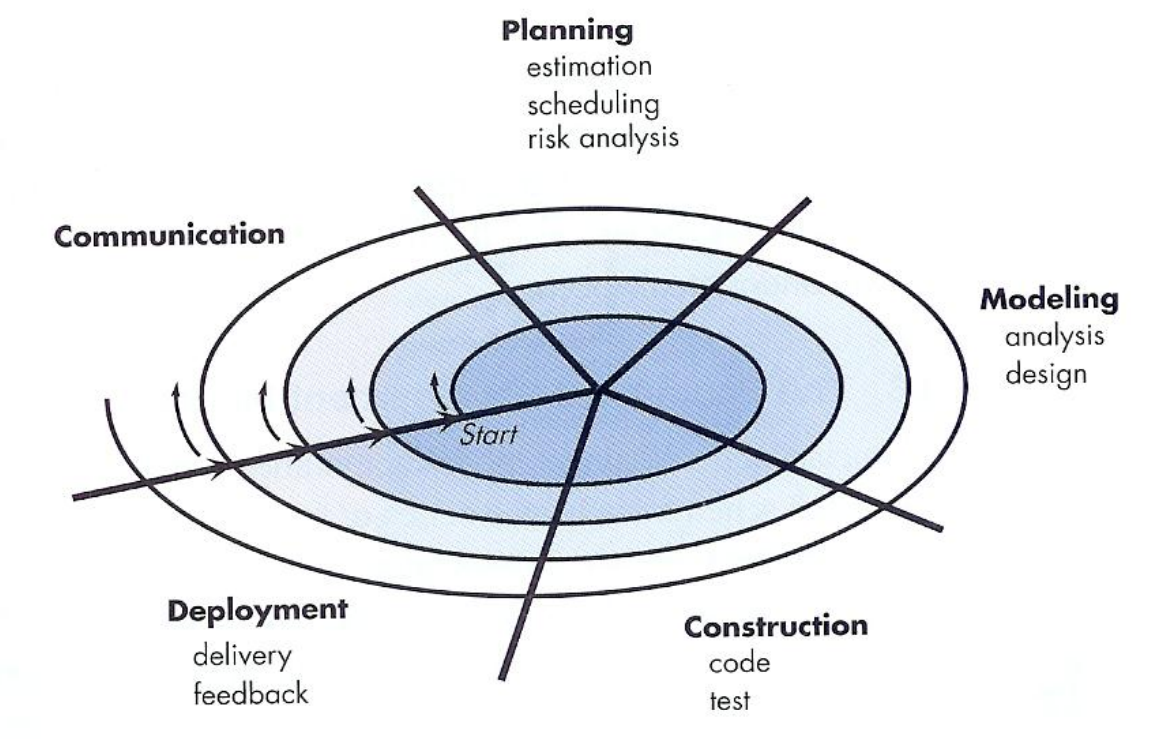 Planning
estimation
scheduling
risk analysis
Communication
Modeling
analysis
design
Start
Deployment
delivery
feedback
Construction
code
test